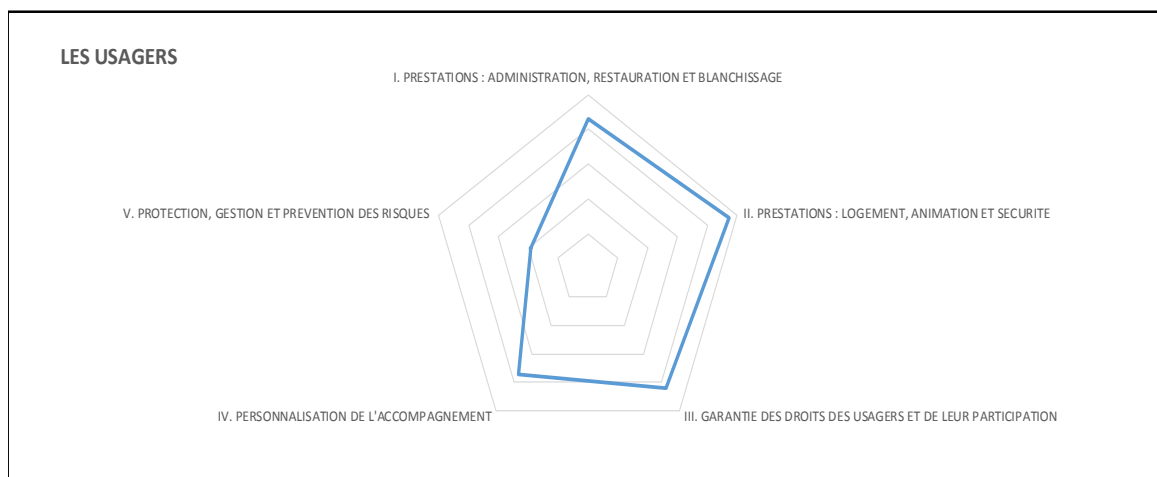 LES USAGERS
I. PRESTATIONS : ADMINISTRATION, RESTAURATION ET BLANCHISSAGE
V. PROTECTION, GESTION ET PREVENTION DES RISQUES
II. PRESTATIONS : LOGEMENT, ANIMATION ET SECURITE
IV. PERSONNALISATION DE L'ACCOMPAGNEMENT
III. GARANTIE DES DROITS DES USAGERS ET DE LEUR PARTICIPATION